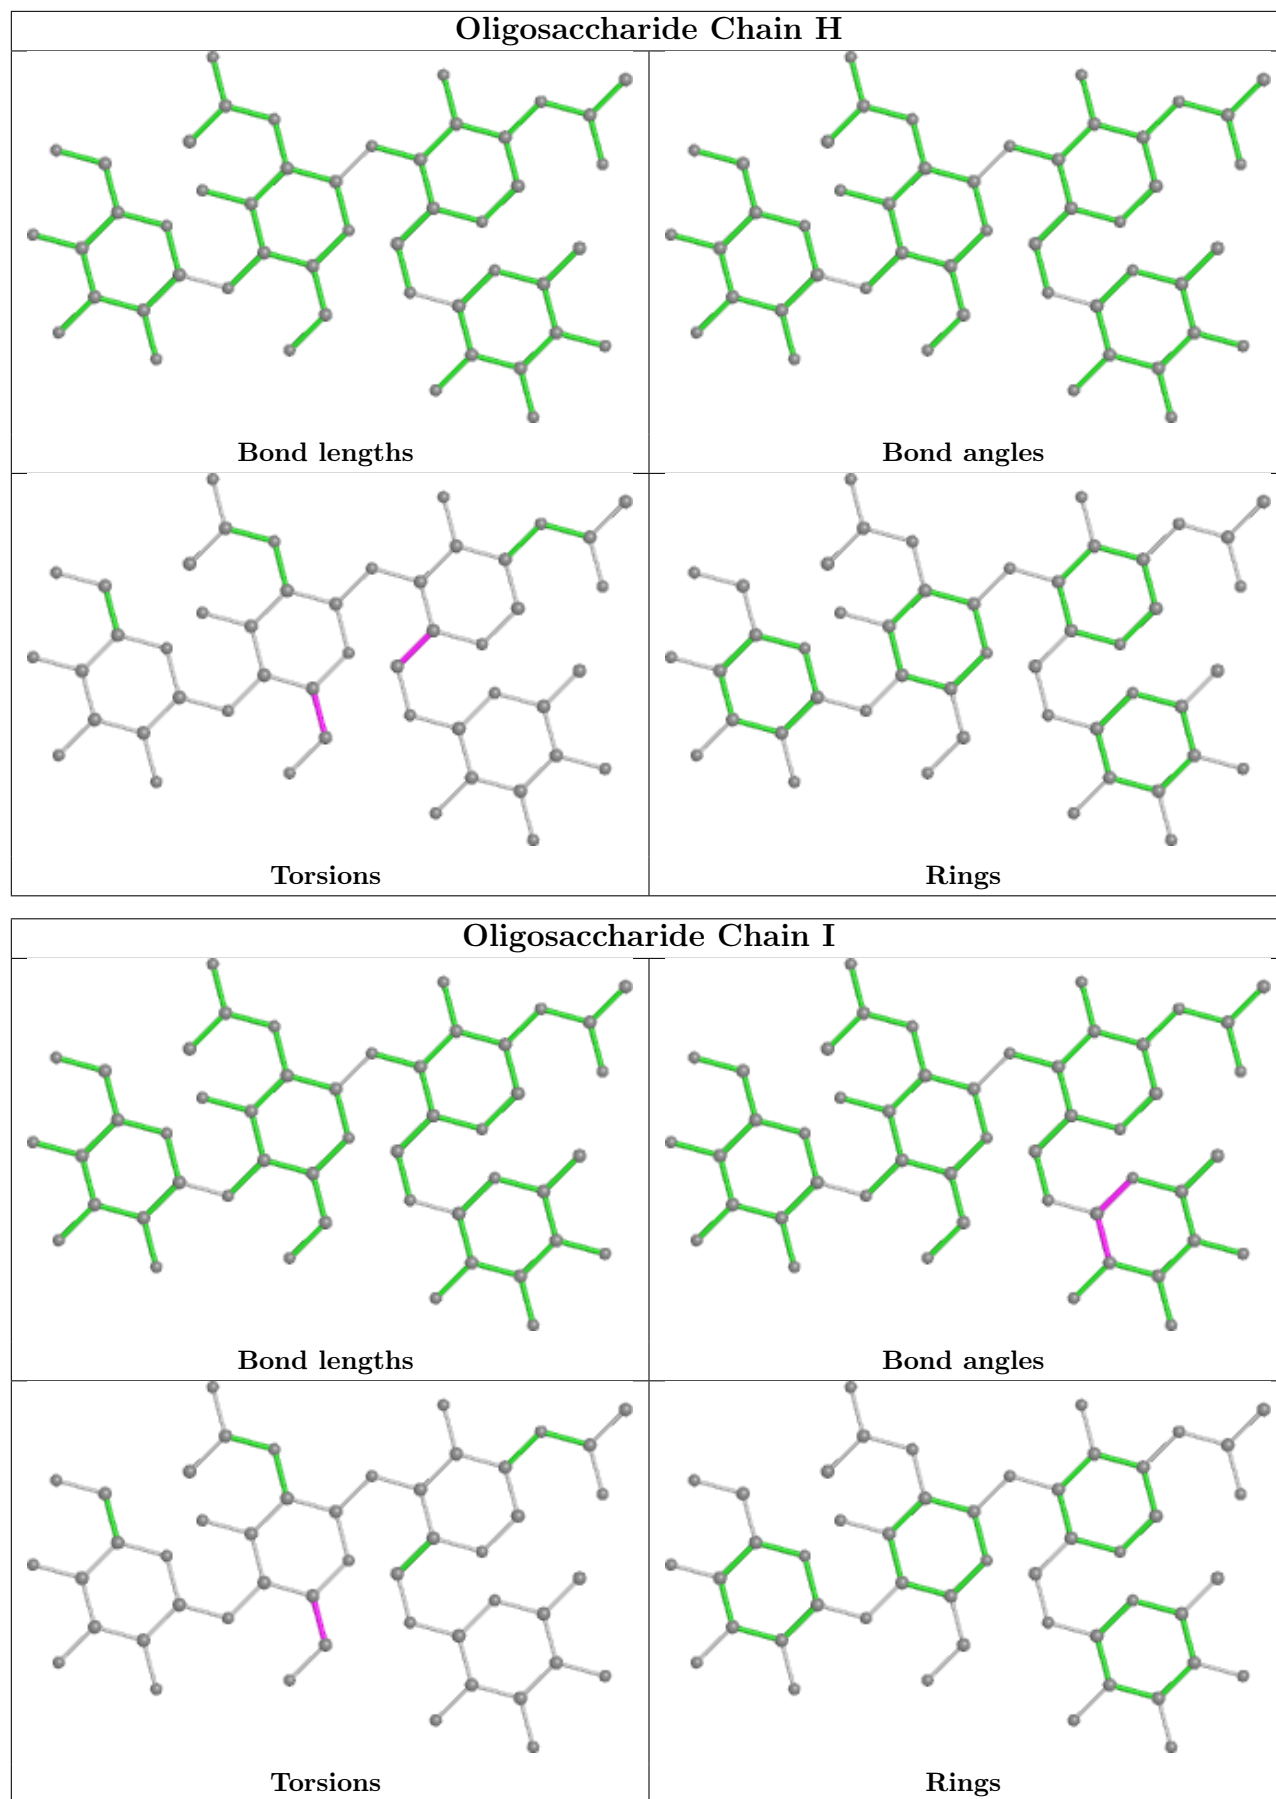 Oligosaccharide Chain H
Bond lengths
Bond angles
Torsions
Rings
Oligosaccharide Chain I
Bond lengths
Bond angles
Torsions
Rings